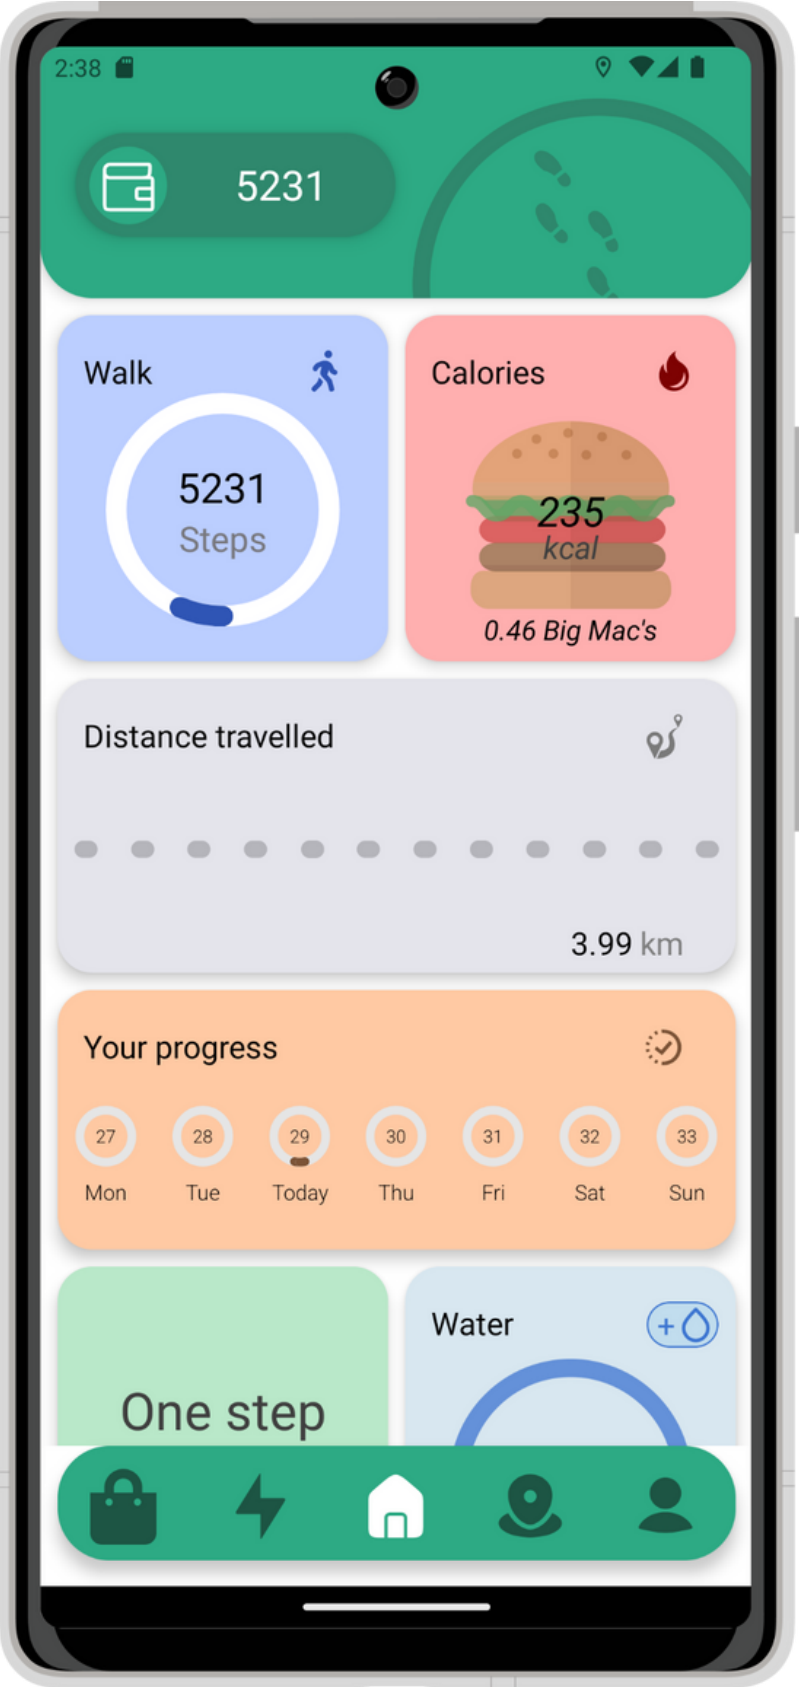 2:38
5231
Walk
Calories
5231
Steps
235
kcal
0.46 Big Mac's
Distance travelled
3.99 km
Your progress
27 28 29 30 31 32 33
Mon Tue Today Thu Fri Sat Sun
Water
+
One step